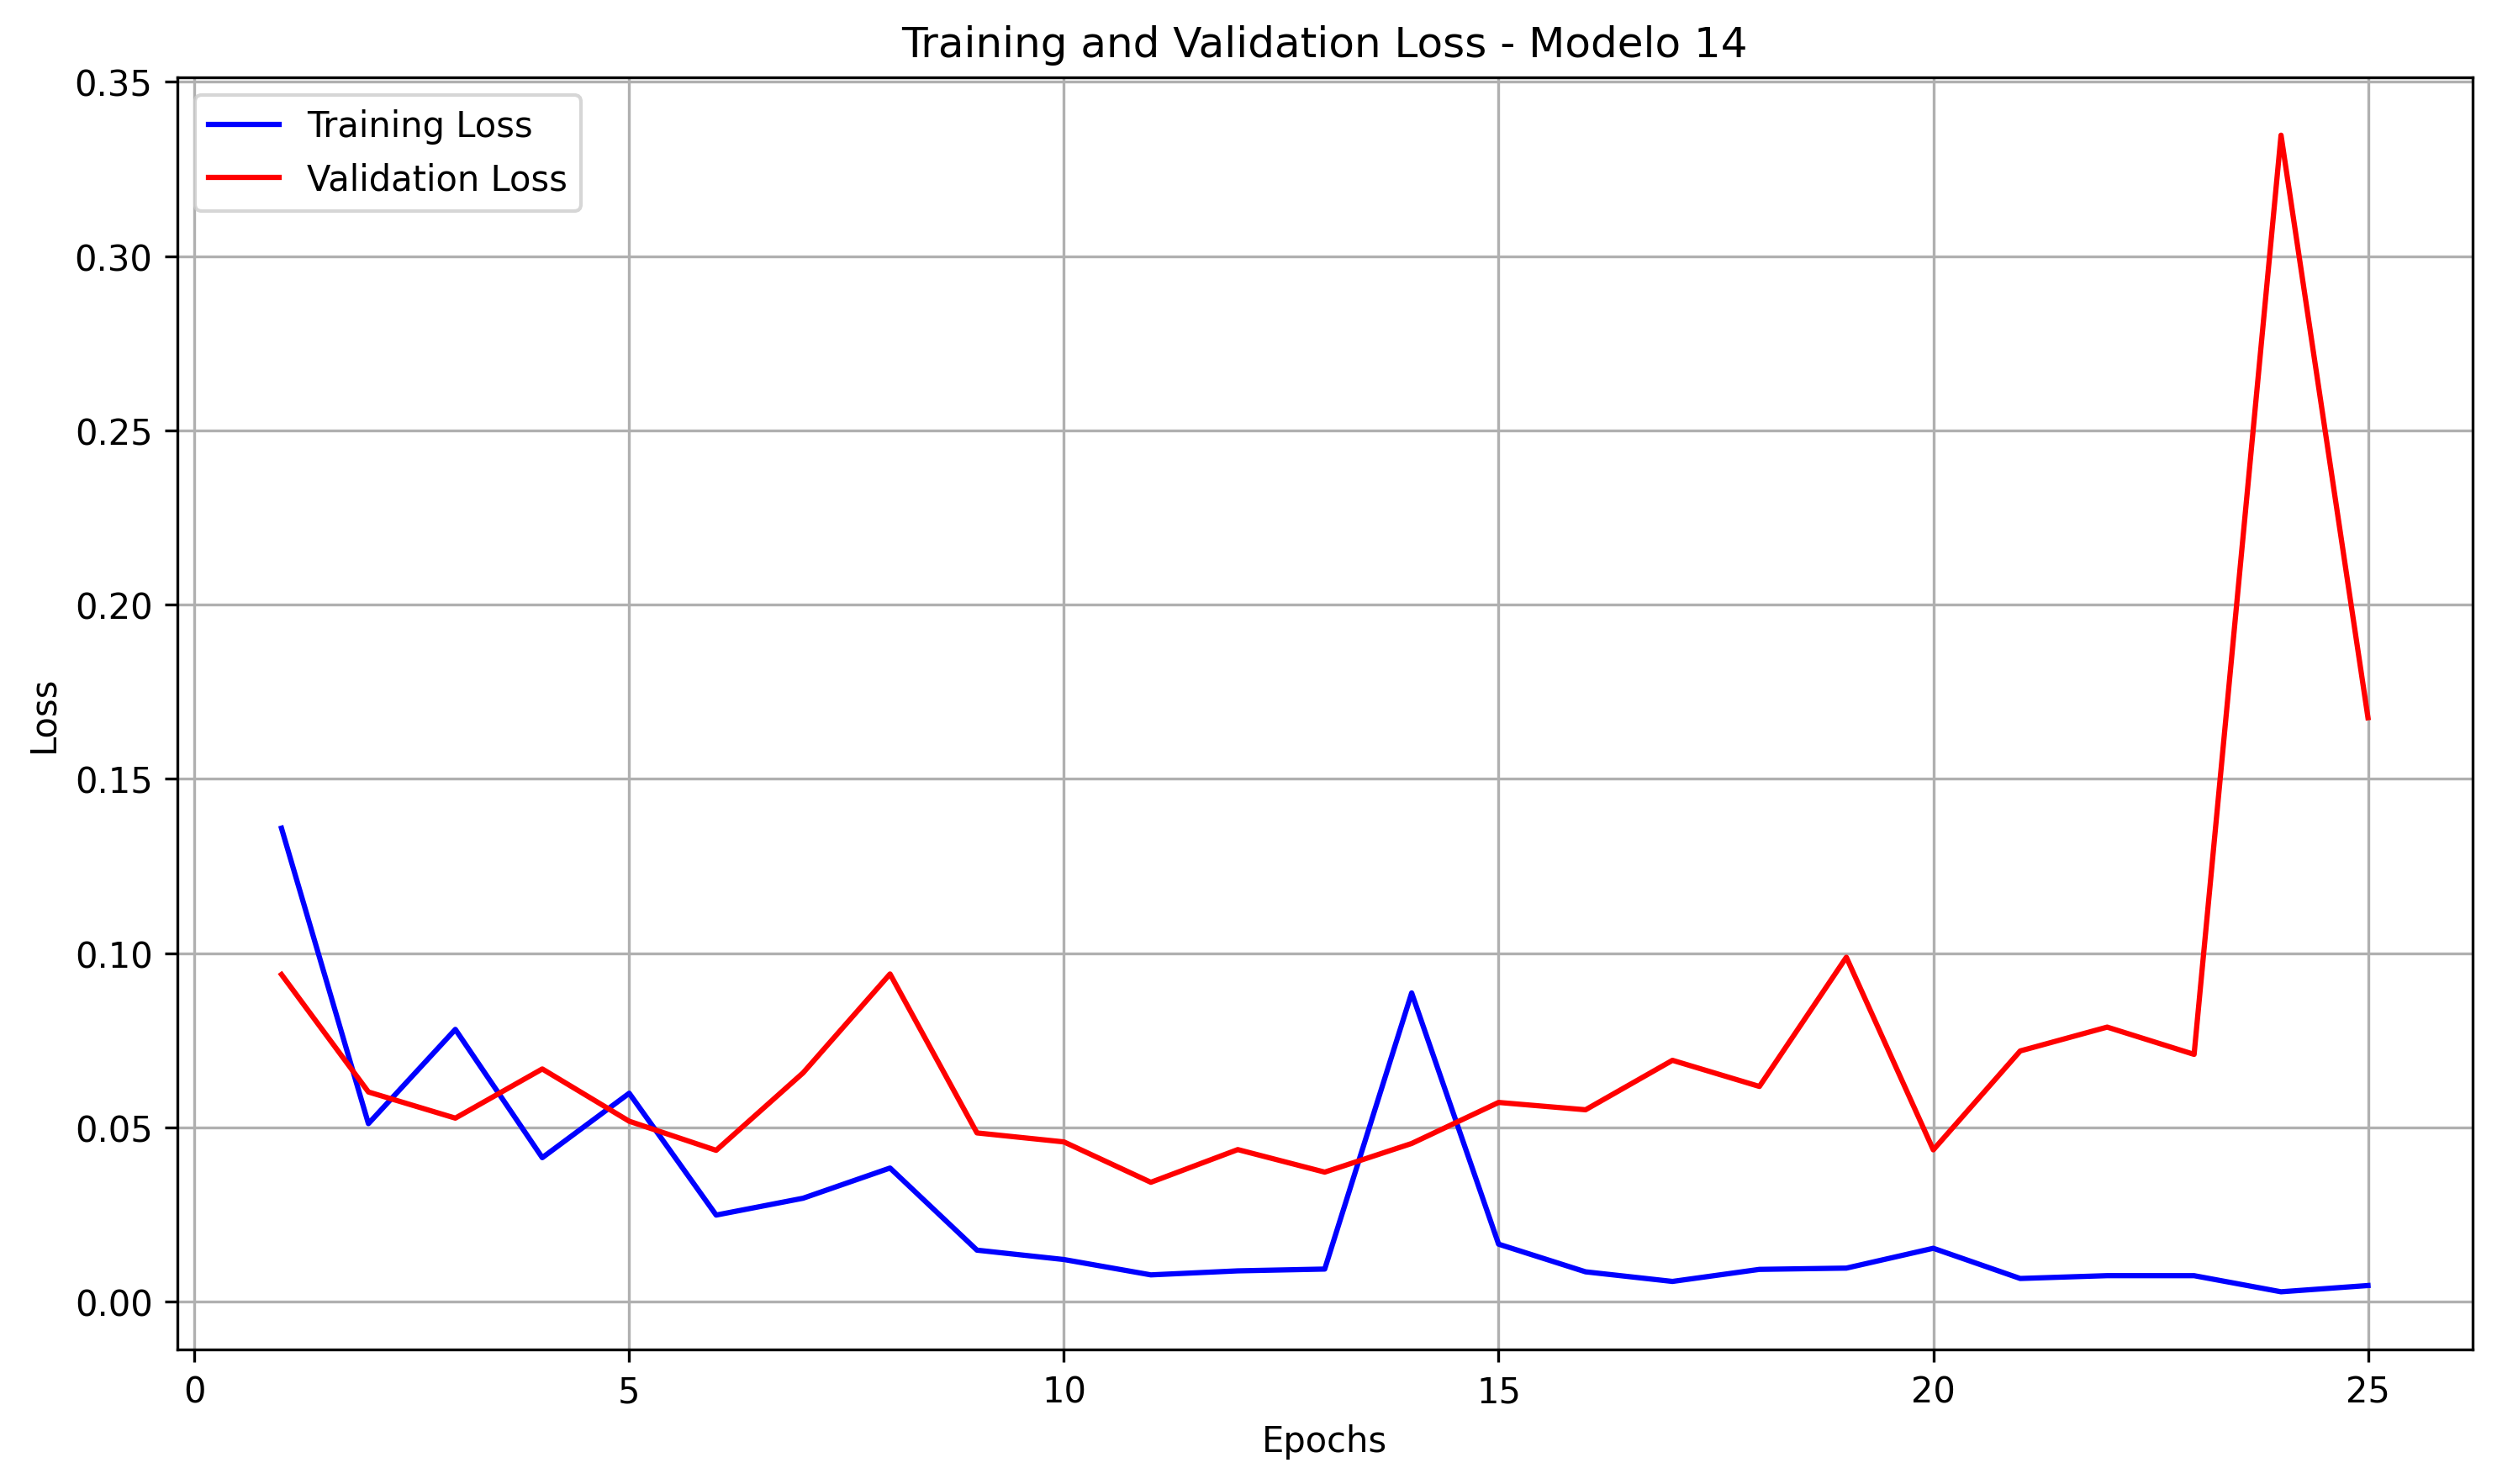 Training and Validation Loss - Modelo 14
Training Loss
Validation Loss
0.35
0.30
0.25
0.20
0.15
0.10
0.05
0.00
Loss
0 5 10 15 20 25
Epochs